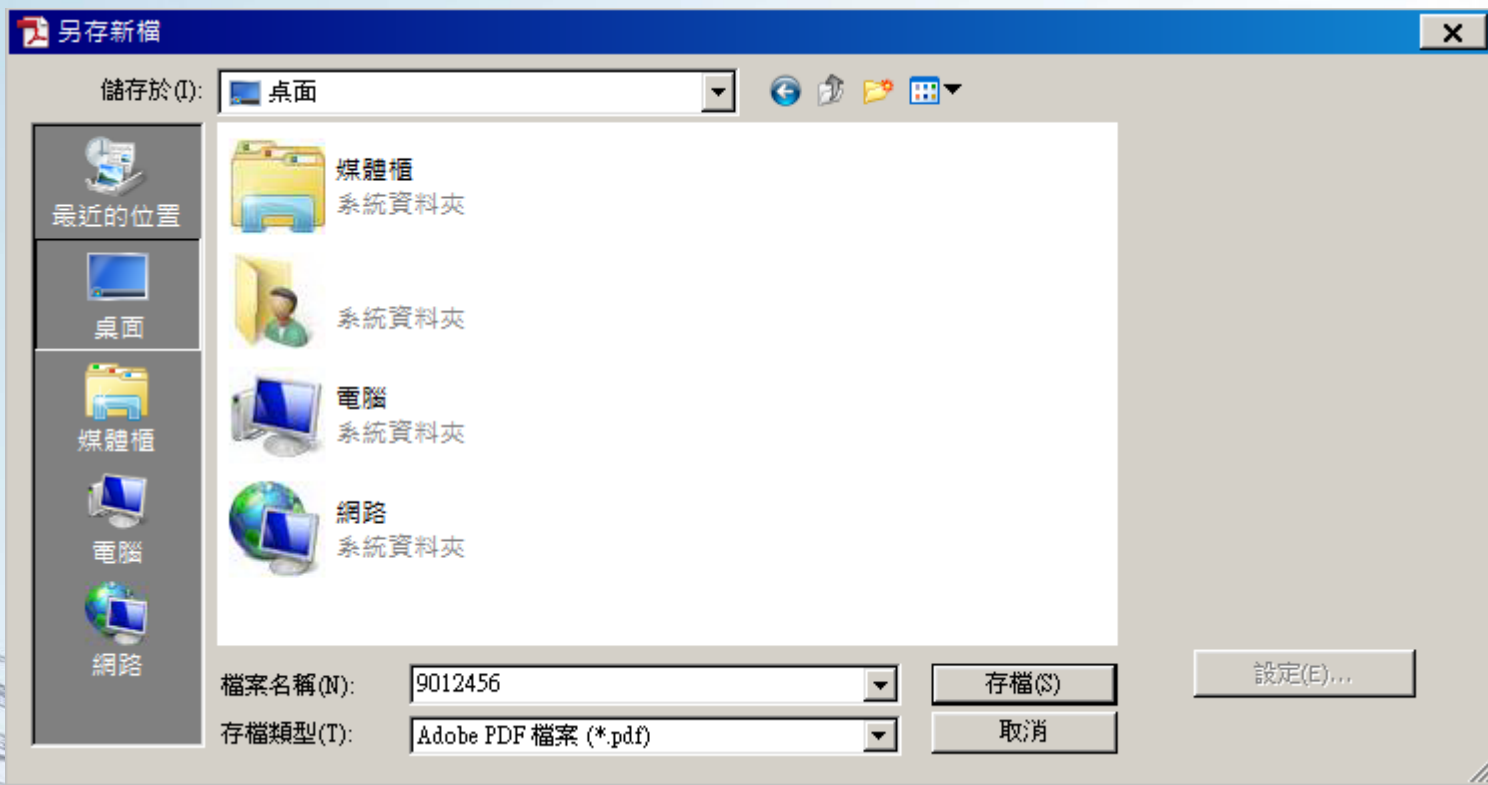 另存新檔
儲存於(I):
桌面
最近的位置
桌面
媒體櫃
電腦
網路
媒體櫃
系統資料夾
系統資料夾
電腦
系統資料夾
網路
系統資料夾
檔案名稱(N):
9012456
存檔(S)
設定(E)...
存檔類型(T):
Adobe PDF 檔案 (*.pdf)
取消